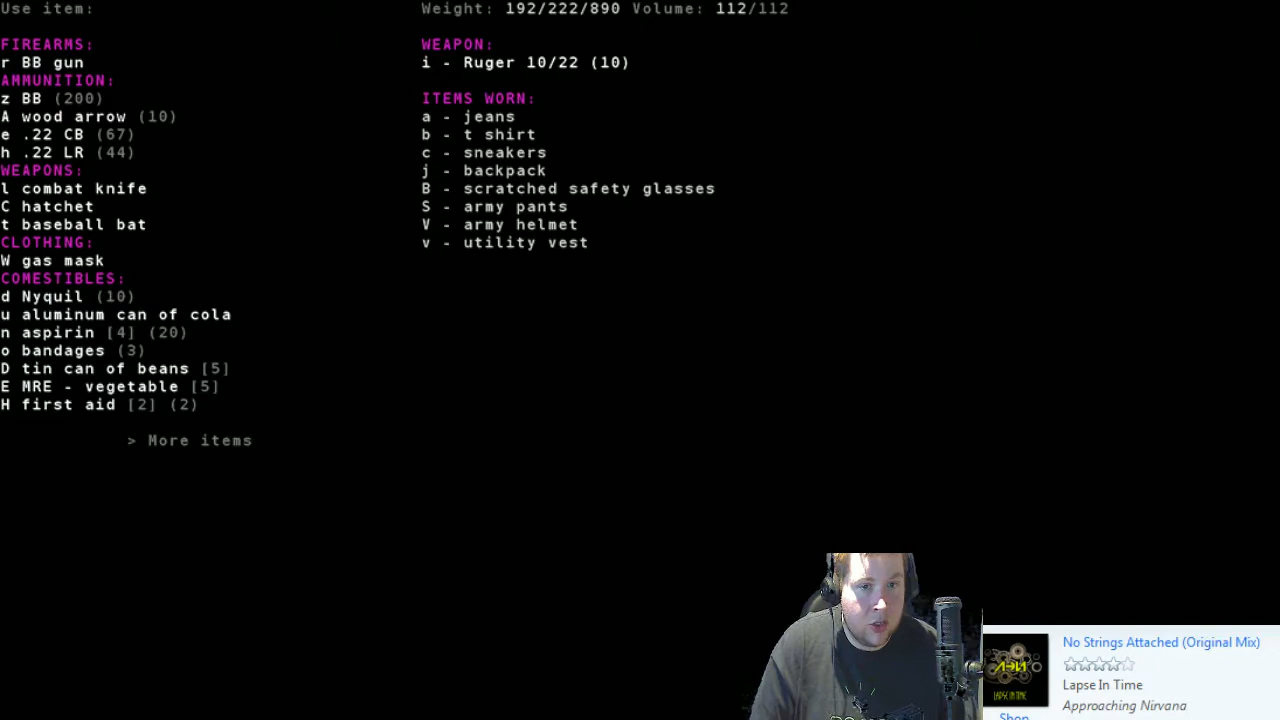 Use item:
Weight: 192/222/890 Volume: 112/112
FIREARMS:
r BB gun
AMMUNITION:
z BB (200)
A wood arrow (10)
e .22 CB (67)
h .22 LR (44)
WEAPONS:
l combat knife
C hatchet
t baseball bat
CLOTHING:
W gas mask
COMESTIBLES:
d Nyquil (10)
u aluminum can of cola
n aspirin [4] (20)
o bandages (3)
D tin can of beans [5]
E MRE - vegetable [5]
H first aid [2] (2)
> More items
WEAPON:
i - Ruger 10/22 (10)
ITEMS WORN:
a - jeans
b - t shirt
c - sneakers
j - backpack
B - scratched safety glasses
S - army pants
V - army helmet
v - utility vest
No Strings Attached (Original Mix)
Lapse In Time
Approaching Nirvana
LAPSE IN TIME
Shop